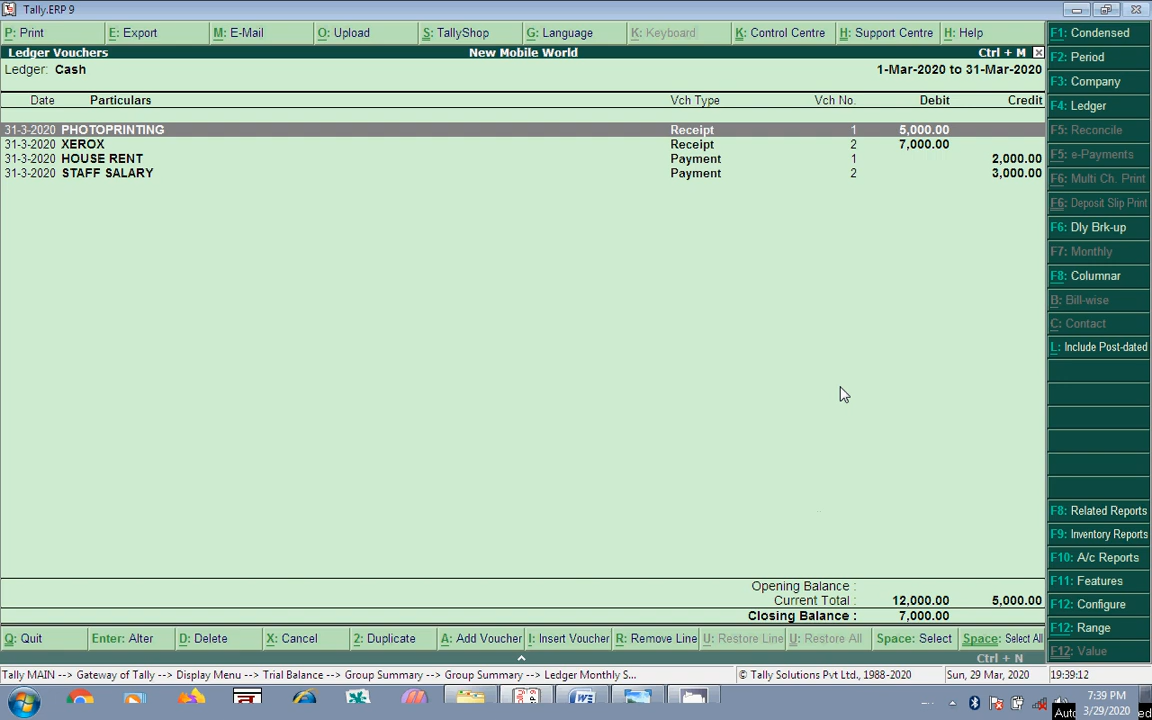 Tally.ERP 9
P: Print E: Export M: E-Mail O: Upload S: TallyShop G: Language K: Keyboard K: Control Centre H: Support Centre H: Help
Ledger Vouchers New Mobile World Ctrl + M
Ledger: Cash 1-Mar-2020 to 31-Mar-2020
Date Particulars Vch Type Vch No. Debit Credit
31-3-2020 PHOTOPRINTING Receipt 1 5,000.00
31-3-2020 XEROX Receipt 2 7,000.00
31-3-2020 HOUSE RENT Payment 1 2,000.00
31-3-2020 STAFF SALARY Payment 2 3,000.00
Opening Balance :
Current Total : 12,000.00 5,000.00
Closing Balance : 7,000.00
Q: Quit Enter: Alter D: Delete X: Cancel 2: Duplicate A: Add Voucher I: Insert Voucher R: Remove Line U: Restore Line U: Restore All Space: Select Space: Select All
Ctrl + N
Tally MAIN --> Gateway of Tally --> Display Menu --> Trial Balance --> Group Summary --> Group Summary --> Ledger Monthly S... © Tally Solutions Pvt Ltd., 1988-2020 Sun, 29 Mar, 2020 19:39:12
F1: Condensed
F2: Period
F3: Company
F4: Ledger
F5: Reconcile
F5: e-Payments
F6: Multi Ch. Print
F6: Deposit Slip Print
F6: Dly Brk-up
F7: Monthly
F8: Columnar
B: Bill-wise
C: Contact
L: Include Post-dated
F8: Related Reports
F9: Inventory Reports
F10: A/c Reports
F11: Features
F12: Configure
F12: Range
F12: Value
7:39 PM
3/29/2020